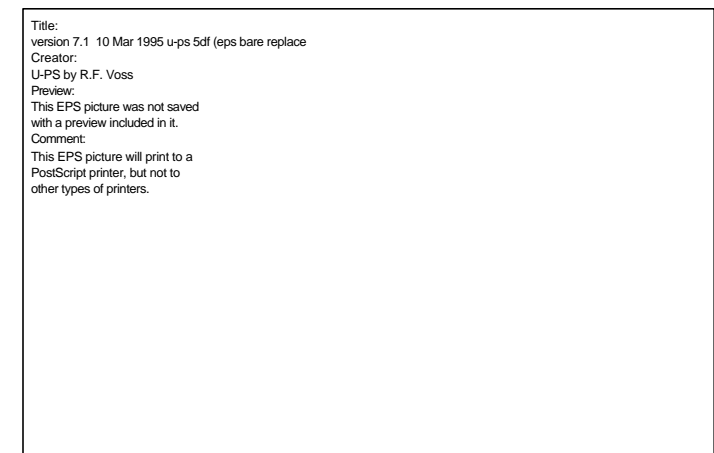 Title:
version 7.1  10 Mar 1995 u-ps 5df (eps bare replace
Creator:
U-PS by R.F. Voss
Preview:
This EPS picture was not saved
with a preview included in it.
Comment:
This EPS picture will print to a
PostScript printer, but not to
other types of printers.